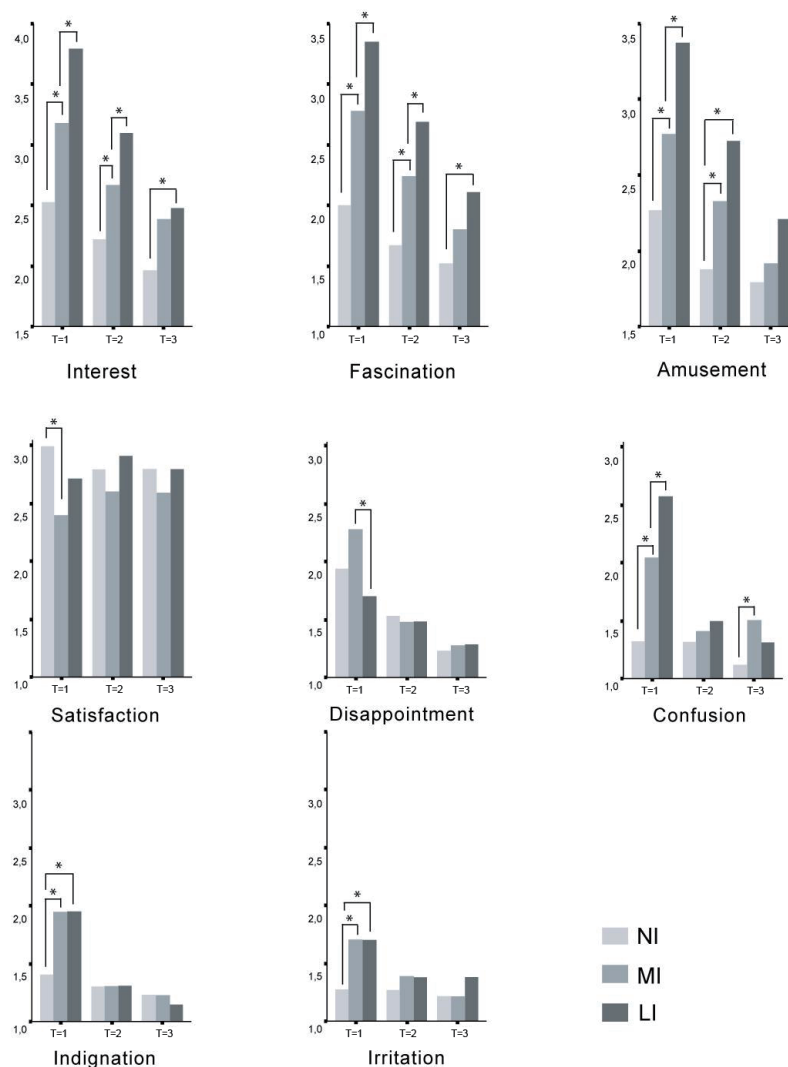 4,0
3,5
3,0
2,5
2,0
1,5
* * * * *
T=1 T=2 T=3
Interest
3,5
3,0
2,5
2,0
1,5
1,0
* * * * *
T=1 T=2 T=3
Fascination
3,5
3,0
2,5
2,0
1,5
* * * *
T=1 T=2 T=3
Amusement
3,0
2,5
2,0
1,5
1,0
*
T=1 T=2 T=3
Satisfaction
3,0
2,5
2,0
1,5
1,0
*
T=1 T=2 T=3
Disappointment
3,0
2,5
2,0
1,5
1,0
* * *
T=1 T=2 T=3
Confusion
3,0
2,5
2,0
1,5
1,0
* *
T=1 T=2 T=3
Indignation
3,0
2,5
2,0
1,5
1,0
* *
T=1 T=2 T=3
Irritation
NI
MI
LI